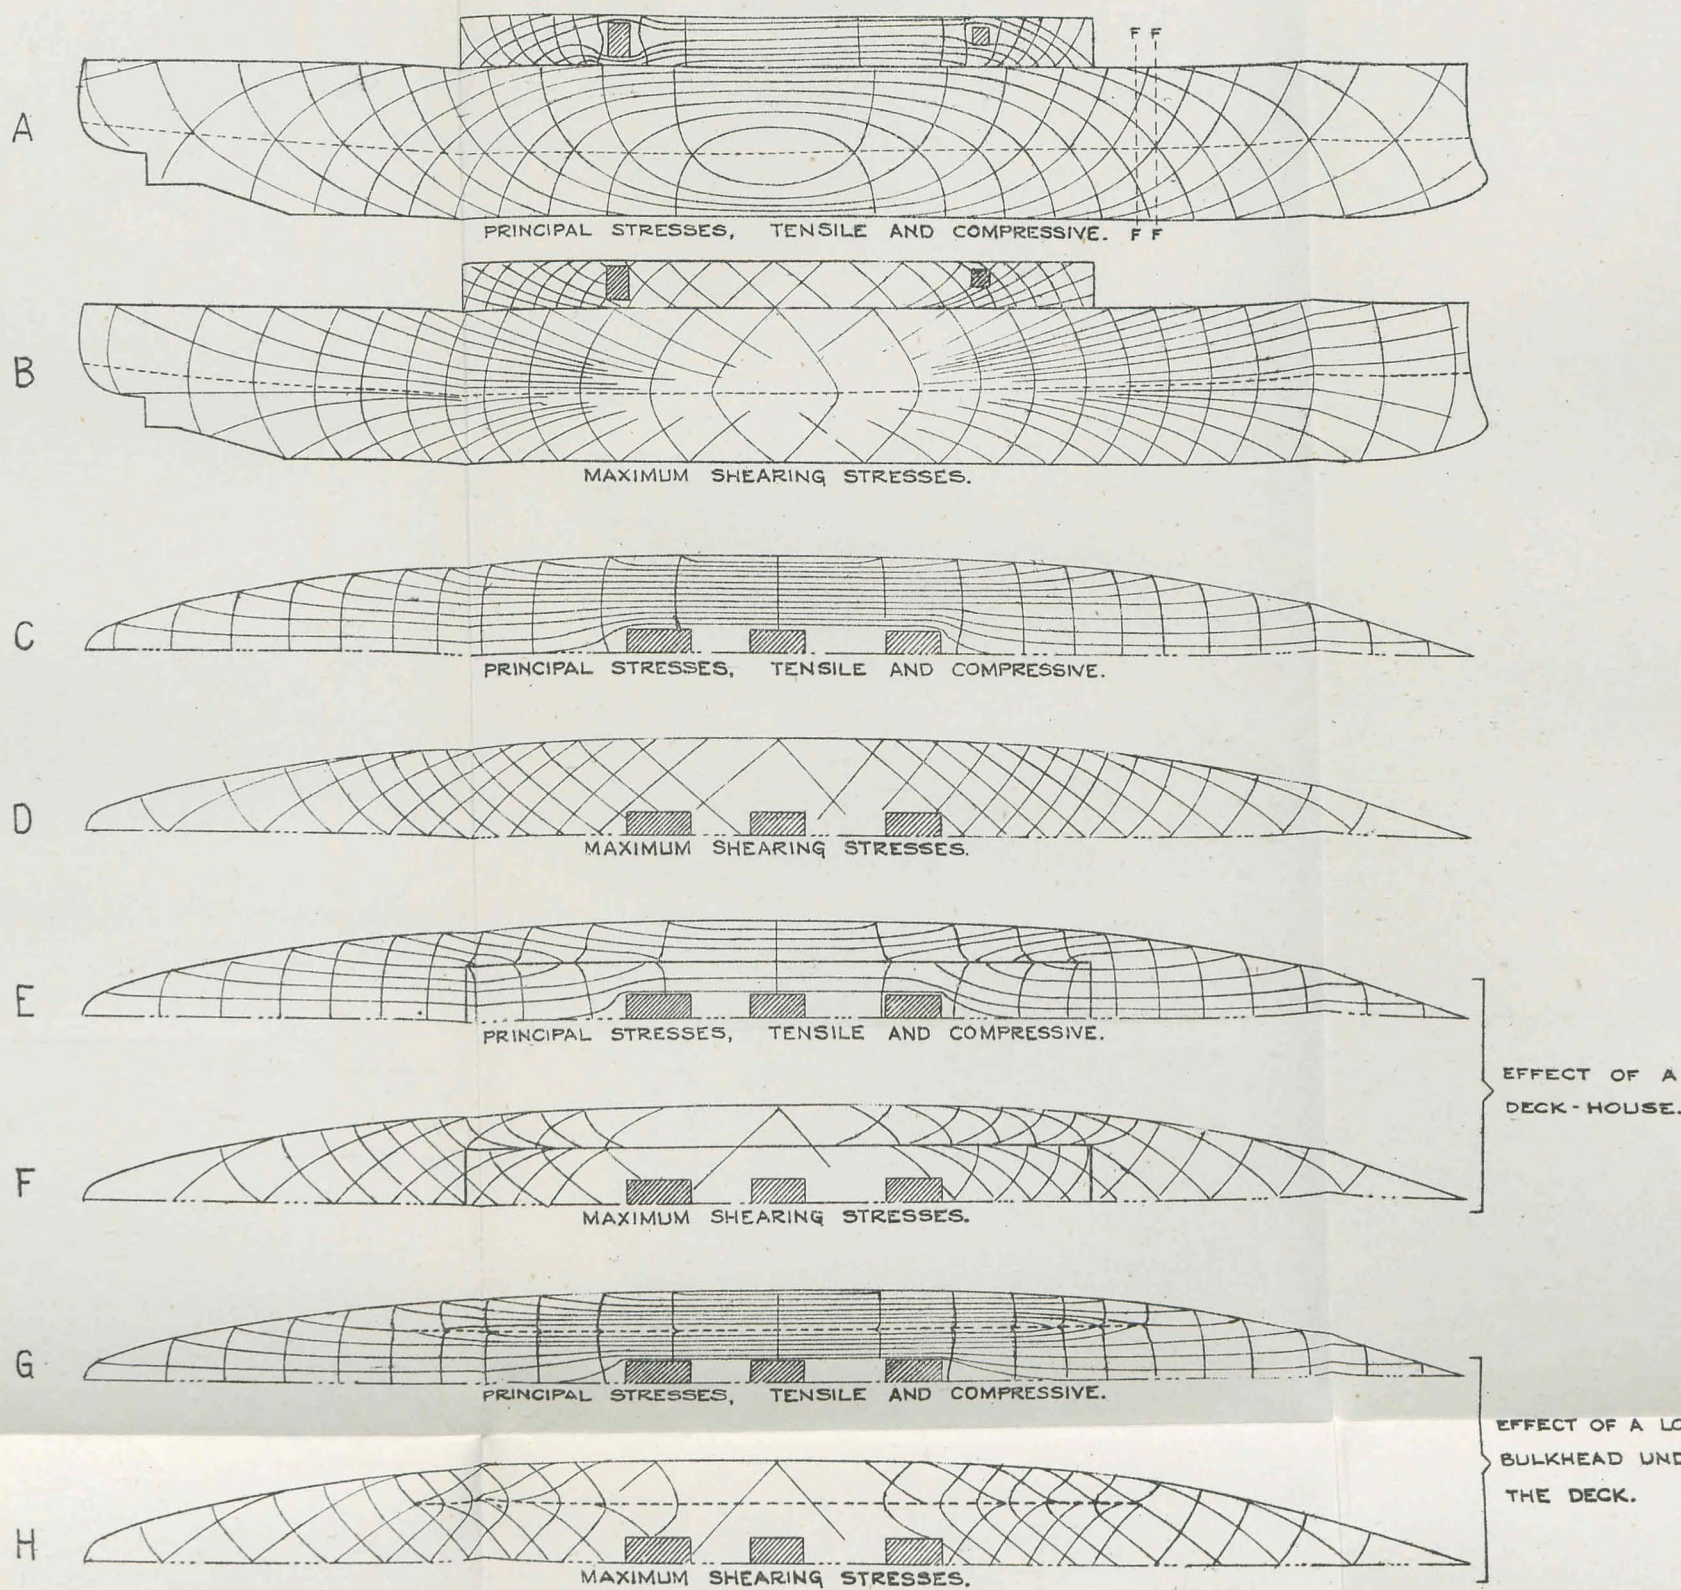 F F
A
PRINCIPAL STRESSES, TENSILE AND COMPRESSIVE. F F
B
MAXIMUM SHEARING STRESSES.
C
PRINCIPAL STRESSES, TENSILE AND COMPRESSIVE.
D
MAXIMUM SHEARING STRESSES.
E
PRINCIPAL STRESSES, TENSILE AND COMPRESSIVE.
EFFECT OF A
DECK-HOUSE.
F
MAXIMUM SHEARING STRESSES.
G
PRINCIPAL STRESSES, TENSILE AND COMPRESSIVE.
EFFECT OF A
BULKHEAD
THE DECK.
H
MAXIMUM SHEARING STRESSES.